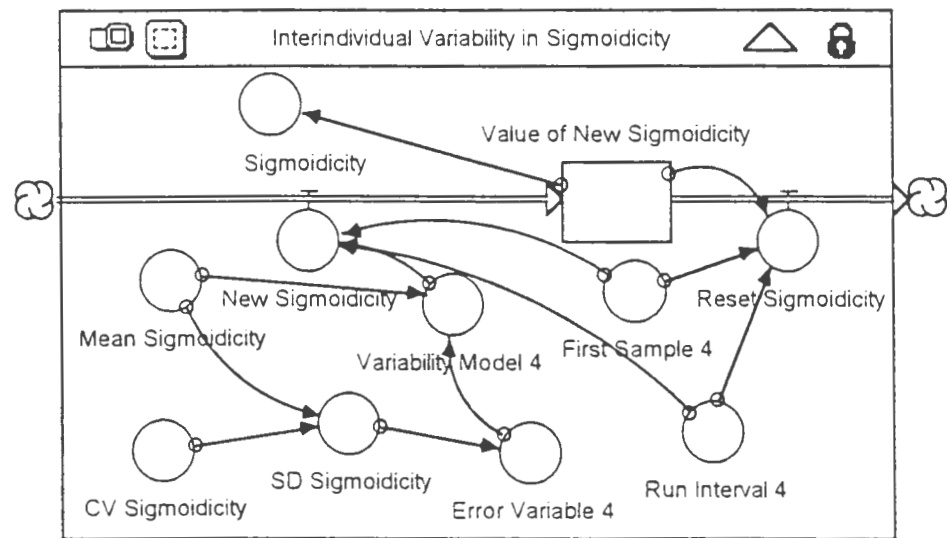 Interindividual Variability in Sigmoidicity
Value of New Sigmoidicity
Sigmoidicity
New Sigmoidicity
Reset Sigmoidicity
Mean Sigmoidicity
Variability Model 4
First Sample 4
SD Sigmoidicity
Run Interval 4
CV Sigmoidicity
Error Variable 4